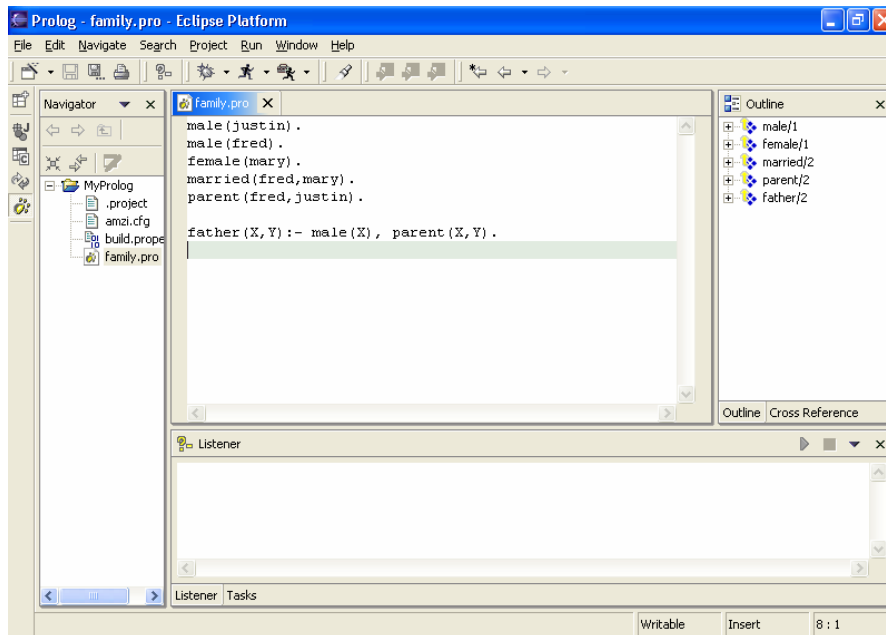 Prolog - family.pro - Eclipse Platform
File Edit Navigate Search Project Run Window Help
Navigator
MyProlog
.project
amzi.cfg
build.prope
family.pro
family.pro
male(justin).
male(fred).
female(mary).
married(fred,mary).
parent(fred,justin).
father(X,Y):- male(X), parent(X,Y).
Outline
male/1
female/1
married/2
parent/2
father/2
Outline Cross Reference
Listener
Listener Tasks
Writable Insert 8 : 1